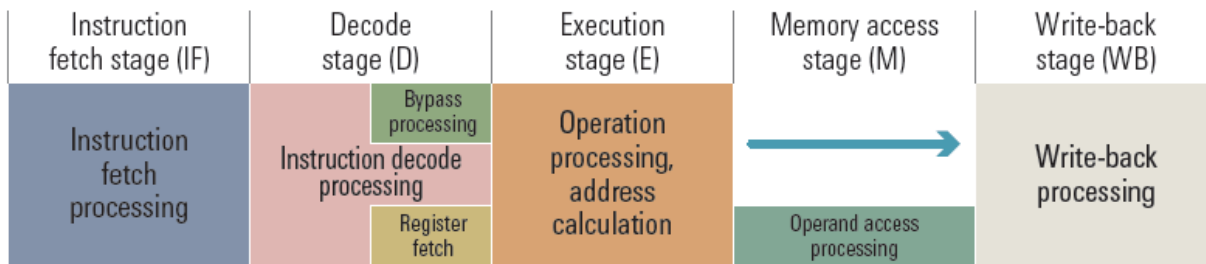 Instruction
fetch stage (IF)
Decode
stage (D)
Execution
stage (E)
Memory access
stage (M)
Write-back
stage (WB)
Instruction
fetch
processing
Bypass
processing
Instruction decode
processing
Register
fetch
Operation
processing,
address
calculation
Operand access
processing
Write-back
processing